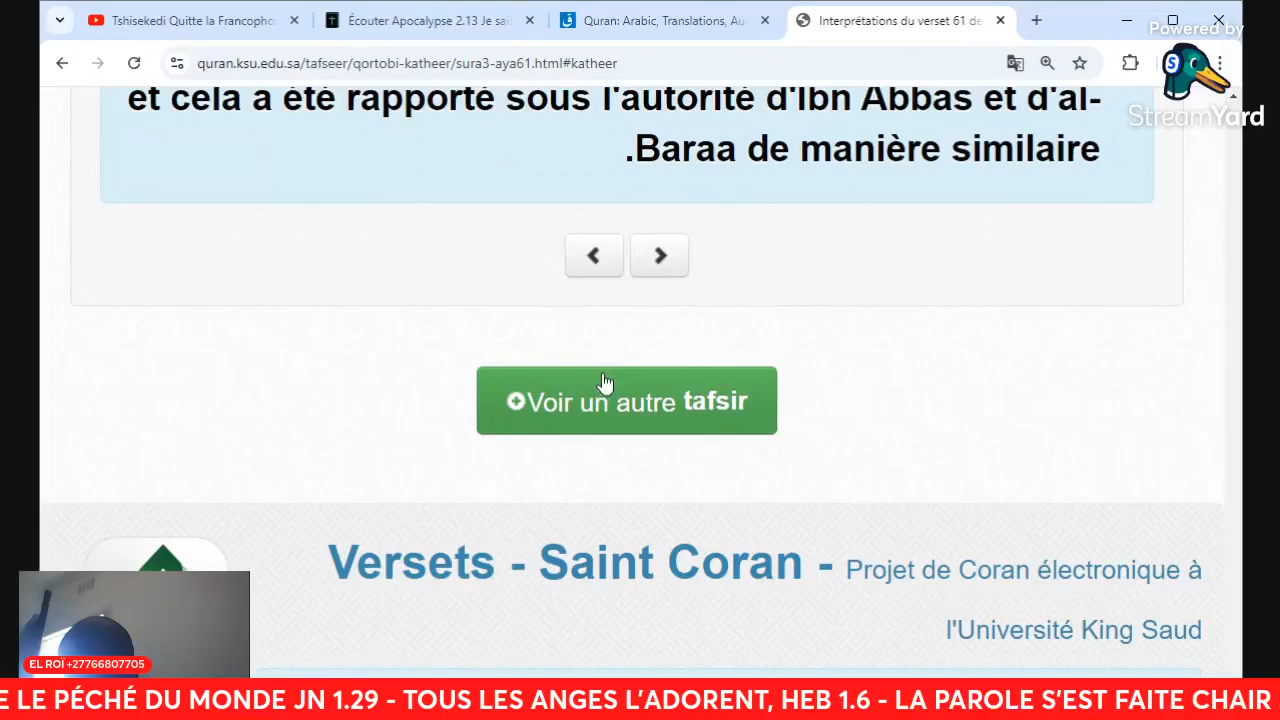 Tshisekedi Quitte la Francopho
Écouter Apocalypse 2.13 Je sai
Quran: Arabic, Translations, Au
Interprétations du verset 61 de
quran.ksu.edu.sa/tafseer/qortobi-katheer/sura3-aya61.html#katheer
Powered by
StreamYard
et cela a été rapporté sous l'autorité d'Ibn Abbas et d'al-
.Baraa de manière similaire
Voir un autre tafsir
Versets - Saint Coran - Projet de Coran électronique à
l'Université King Saud
EL ROÏ +27766807705
E LE PÉCHÉ DU MONDE JN 1.29 - TOUS LES ANGES L'ADORENT, HEB 1.6 - LA PAROLE S'EST FAITE CHAIR